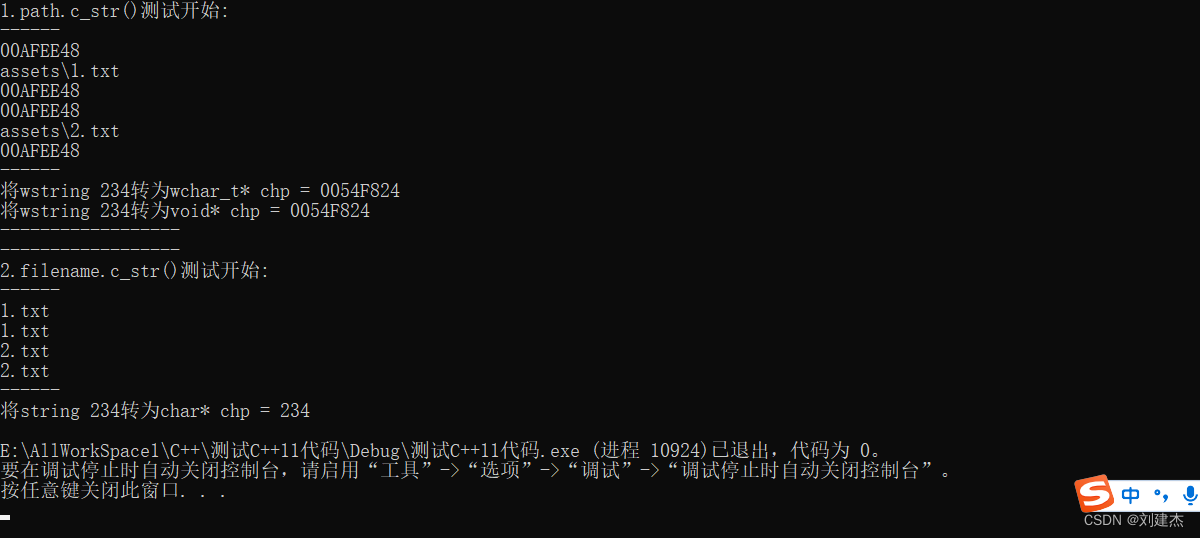 1.path.c_str()测试开始:
------
00AFEE48
assets\1.txt
00AFEE48
00AFEE48
assets\2.txt
00AFEE48
------
将wstring 234转为wchar_t* chp = 0054F824
将wstring 234转为void* chp = 0054F824
------------------
------------------
2.filename.c_str()测试开始:
------
1.txt
1.txt
2.txt
2.txt
------
将string 234转为char* chp = 234
E:\AllWorkSpace1\C++\测试C++11代码\Debug\测试C++11代码.exe (进程 10924)已退出，代码为 0。
要在调试停止时自动关闭控制台，请启用“工具”->“选项”->“调试”->“调试停止时自动关闭控制台”。
按任意键关闭此窗口. . .
S 中 °,
CSDN @刘建杰